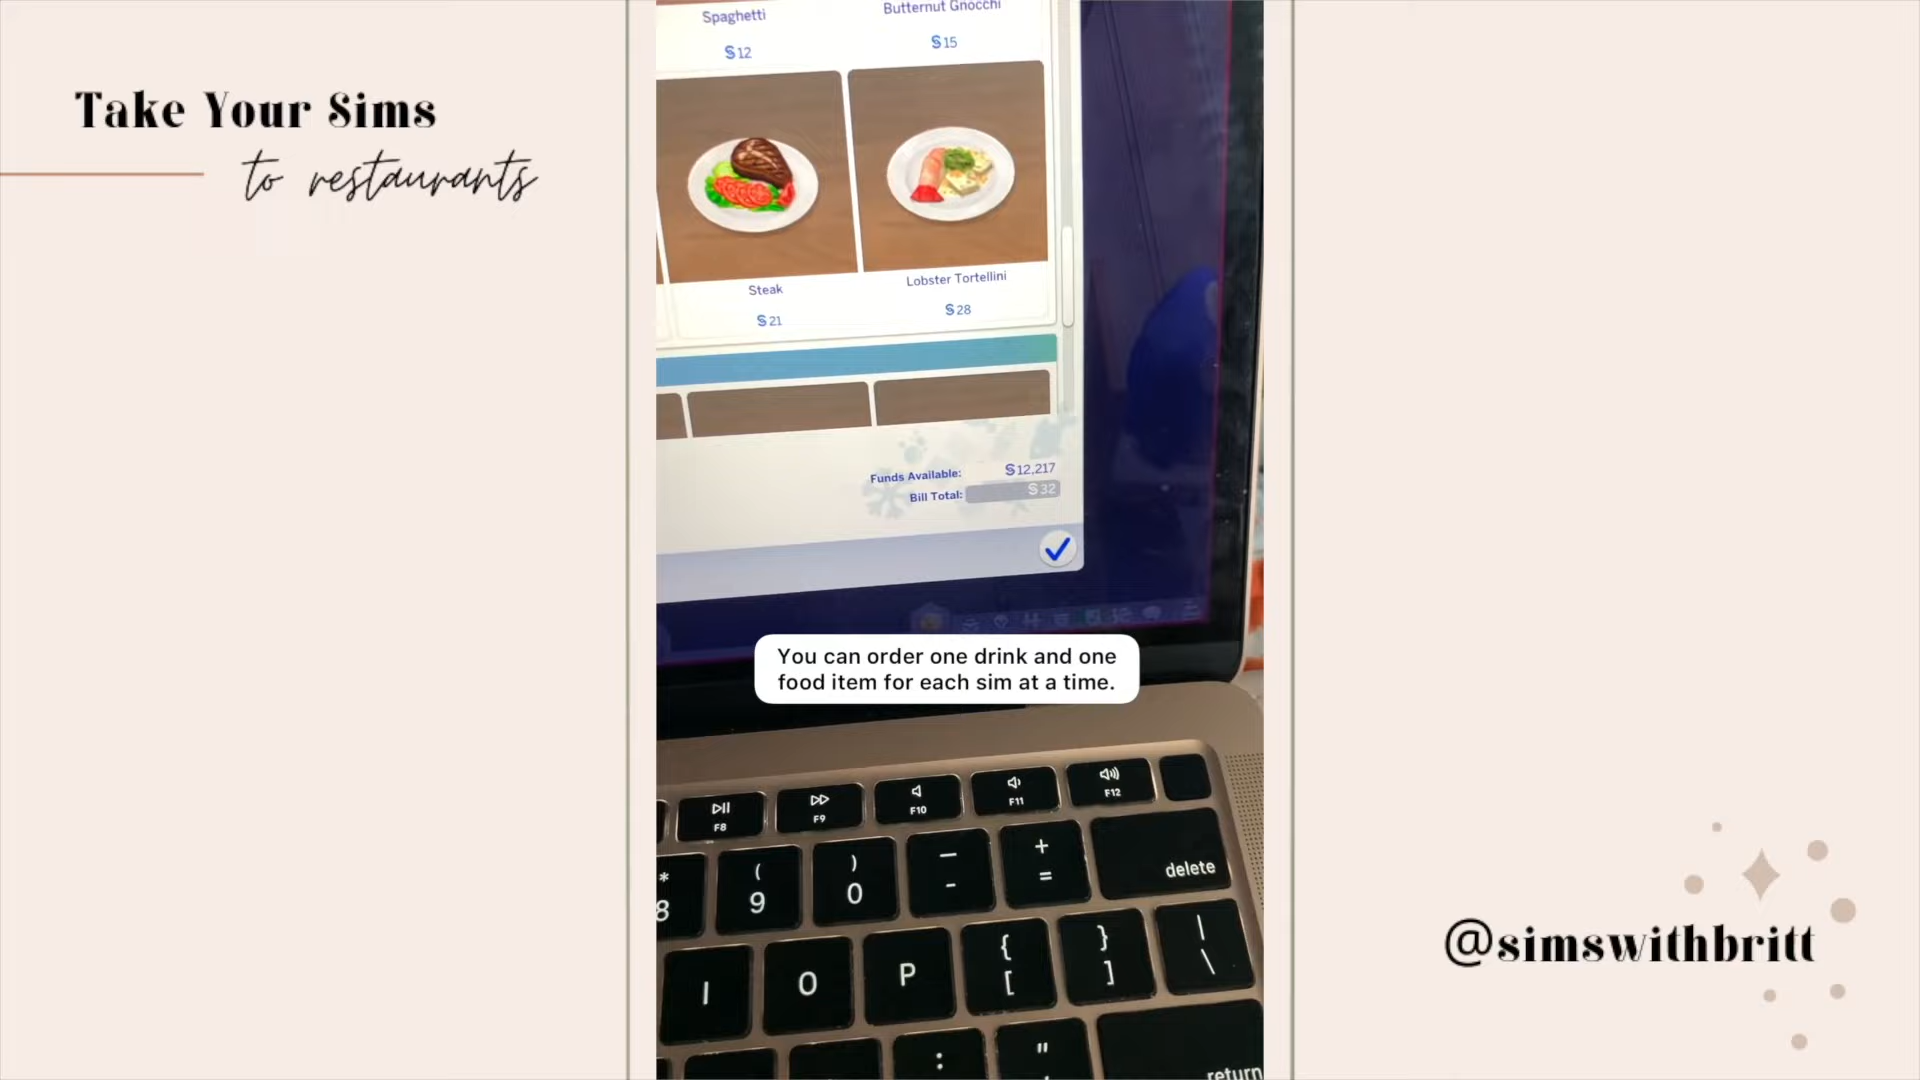 Take Your Sims
to restaurants
Spaghetti
§12
Butternut Gnocchi
§15
Steak
§21
Lobster Tortellini
§28
Funds Available: §12,217
Bill Total: §32
You can order one drink and one
food item for each sim at a time.
F8
F9
F10
F11
F12
* 8
( 9
) 0
— -
+ =
delete
I
O
P
{ [
} ]
| \
:
"
return
@simswithbritt